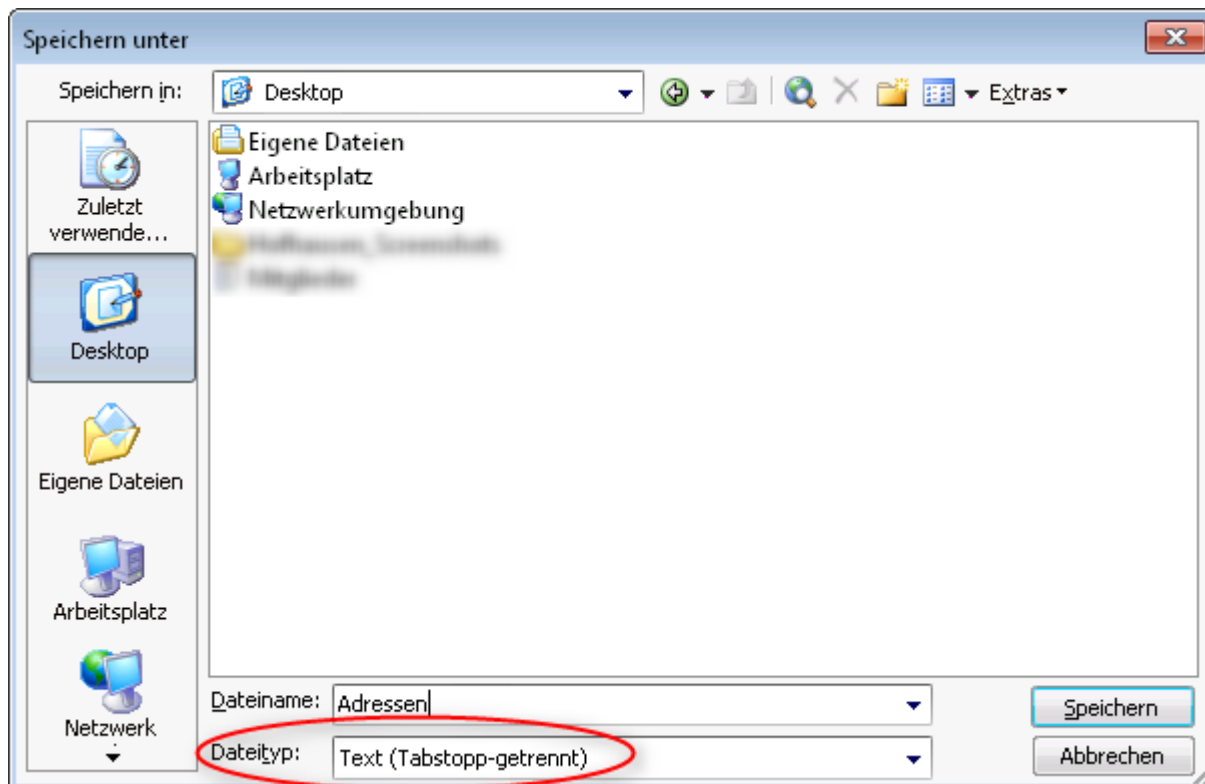 Speichern unter
Speichern in:
Desktop
Extras
Zuletzt
verwende...
Desktop
Eigene Dateien
Arbeitsplatz
Netzwerk
Eigene Dateien
Arbeitsplatz
Netzwerkumgebung
Dateiname:
Adressen
Speichern
Dateityp:
Text (Tabstopp-getrennt)
Abbrechen